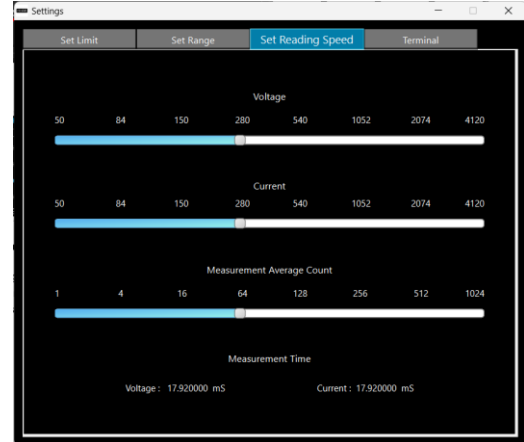 Settings
Set Limit Set Range Set Reading Speed Terminal
Voltage
50 84 150 280 540 1052 2074 4120
Current
50 84 150 280 540 1052 2074 4120
Measurement Average Count
1 4 16 64 128 256 512 1024
Measurement Time
Voltage : 17.920000 mS Current : 17.920000 mS